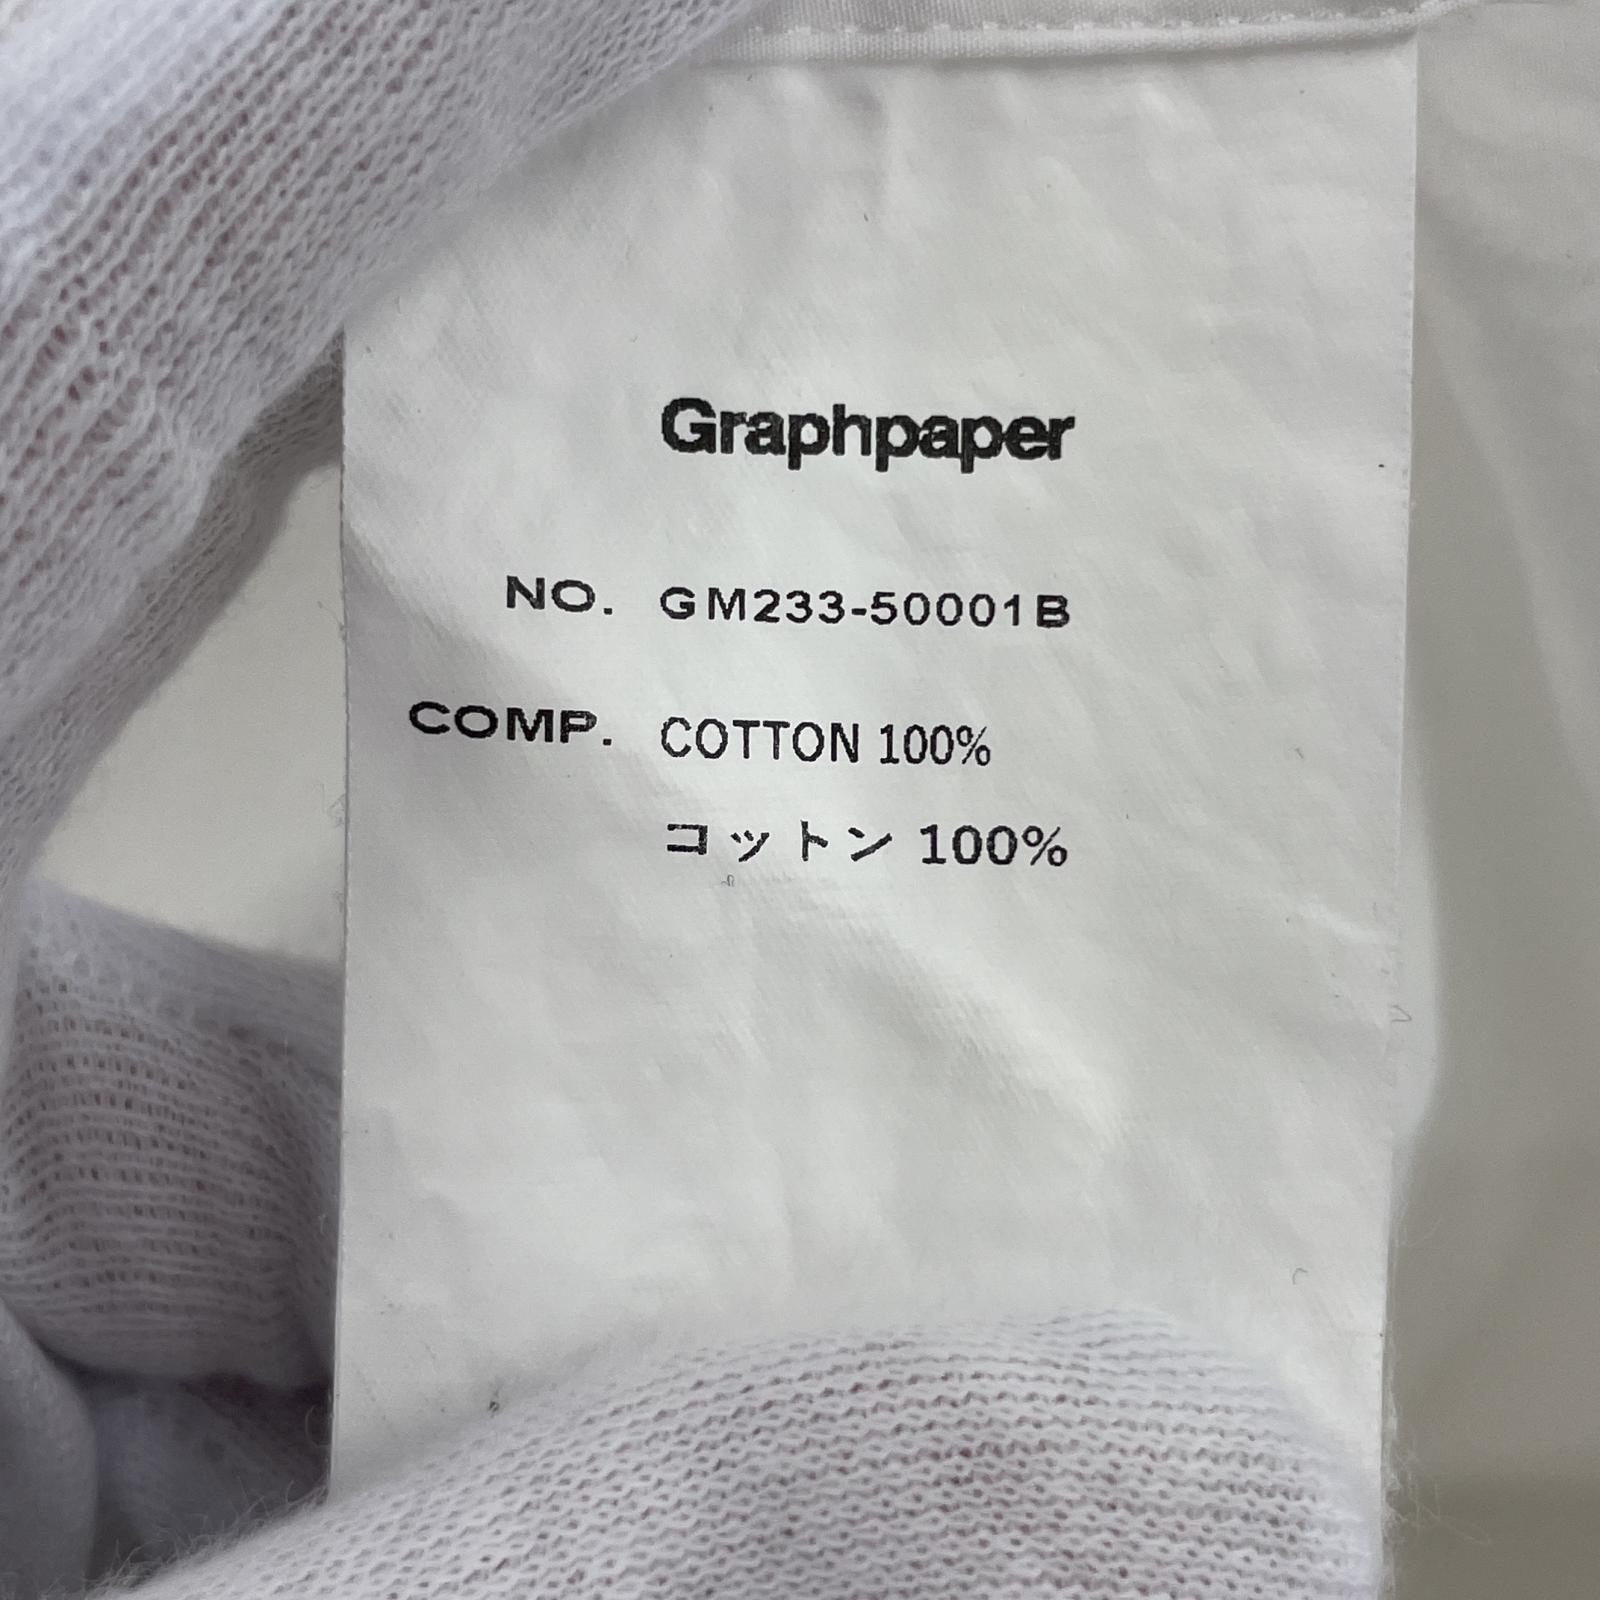 Graphpaper
NO. GM233-50001B
COMP. COTTON 100%
コットン 100%